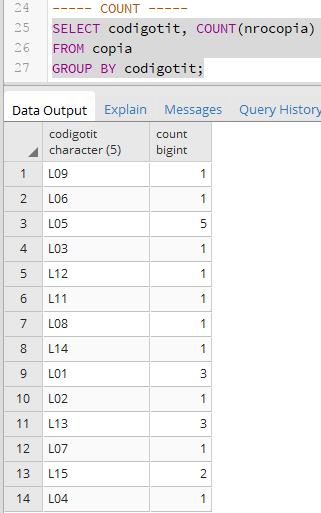 24 ----- COUNT -----
25 SELECT codigotit, COUNT(nrocopia)
26 FROM copia
27 GROUP BY codigotit;
Data Output Explain Messages Query History
codigotit character (5) count bigint
1 L09 1
2 L06 1
3 L05 5
4 L03 1
5 L12 1
6 L11 1
7 L08 1
8 L14 1
9 L01 3
10 L02 1
11 L13 3
12 L07 1
13 L15 2
14 L04 1